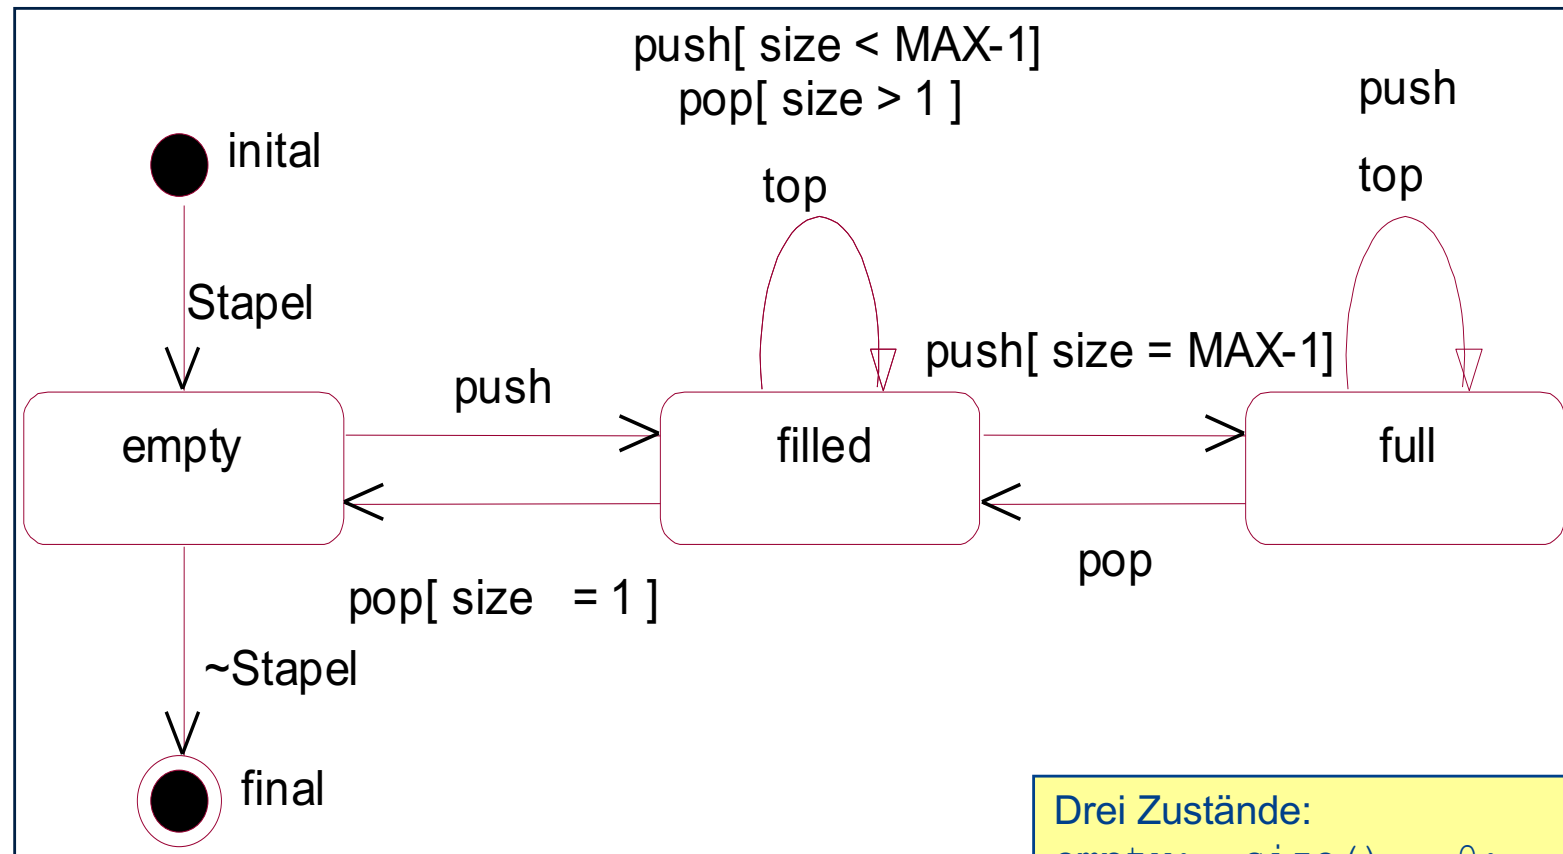 push[ size < MAX-1]
pop[ size > 1 ]
push
inital
top
top
Stapel
push[ size = MAX-1]
push
empty
filled
full
pop
pop[ size   = 1 ]
~Stapel
final
Drei Zustände: